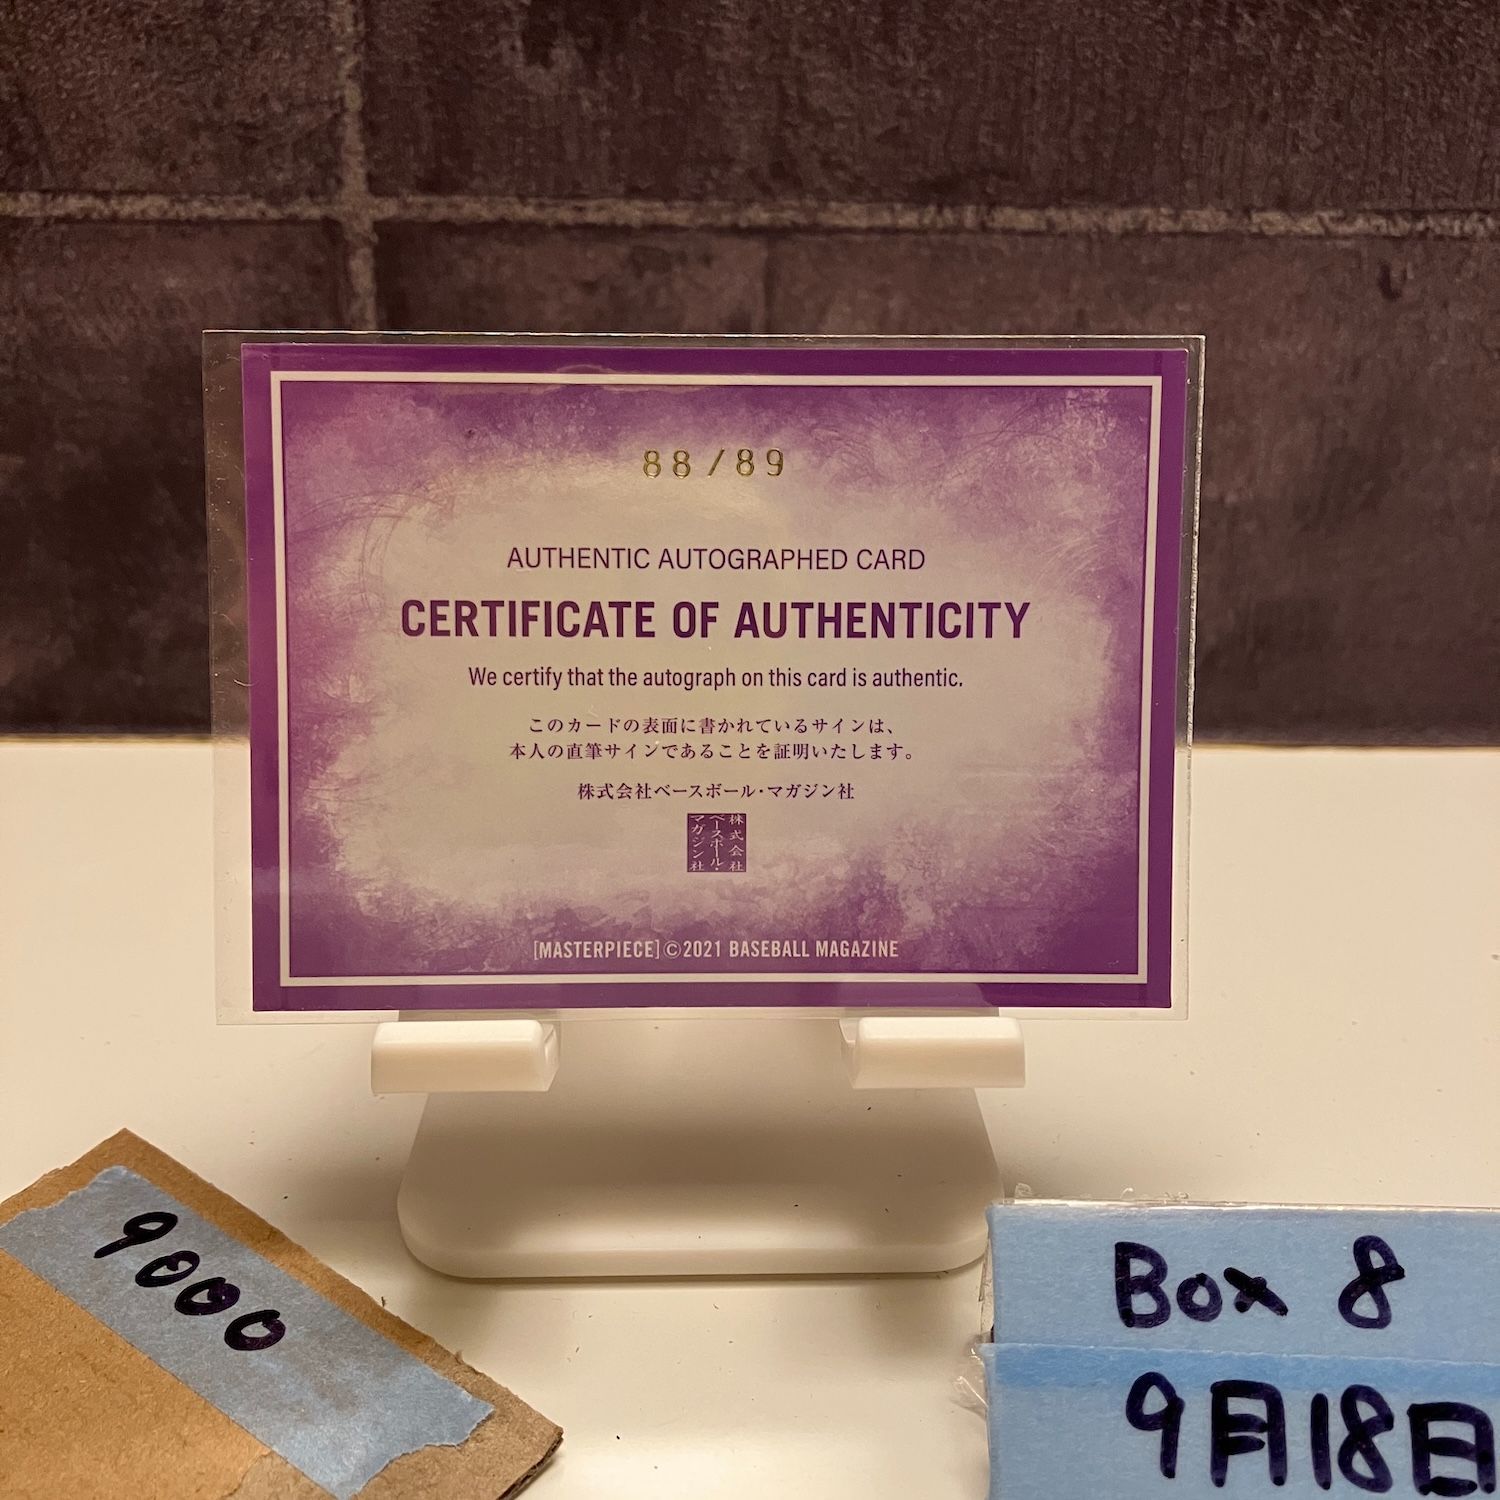 88/89
AUTHENTIC AUTOGRAPHED CARD
CERTIFICATE OF AUTHENTICITY
We certify that the autograph on this card is authentic.
このカードの表面に書かれているサインは、
本人の直筆サインであることを証明いたします。
株式会社ベースボール・マガジン社
株式会社
ベースボール・
マガジン社
[MASTERPIECE]©2021 BASEBALL MAGAZINE
9000
Box 8
9月18日